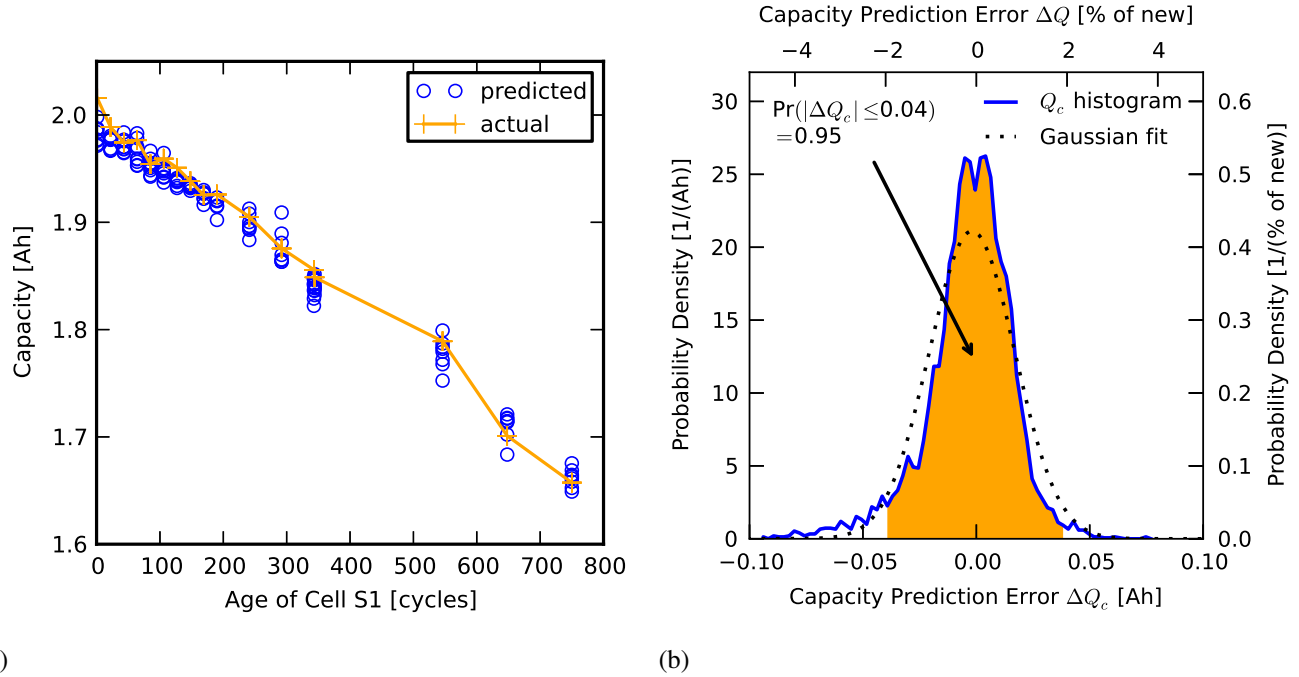 2.0
1.9
1.8
1.7
1.6
Capacity [Ah]
predicted
actual
0 100 200 300 400 500 600 700 800
Age of Cell S1 [cycles]
)
Capacity Prediction Error ΔQ [% of new]
−4 −2 0 2 4
Pr(|ΔQc| ≤0.04)
=0.95
Qc histogram
Gaussian fit
30
25
20
15
10
5
0
Probability Density [1/(Ah)]
0.6
0.5
0.4
0.3
0.2
0.1
0.0
Probability Density [1/(% of new)]
−0.10 −0.05 0.00 0.05 0.10
Capacity Prediction Error ΔQc [Ah]
(b)